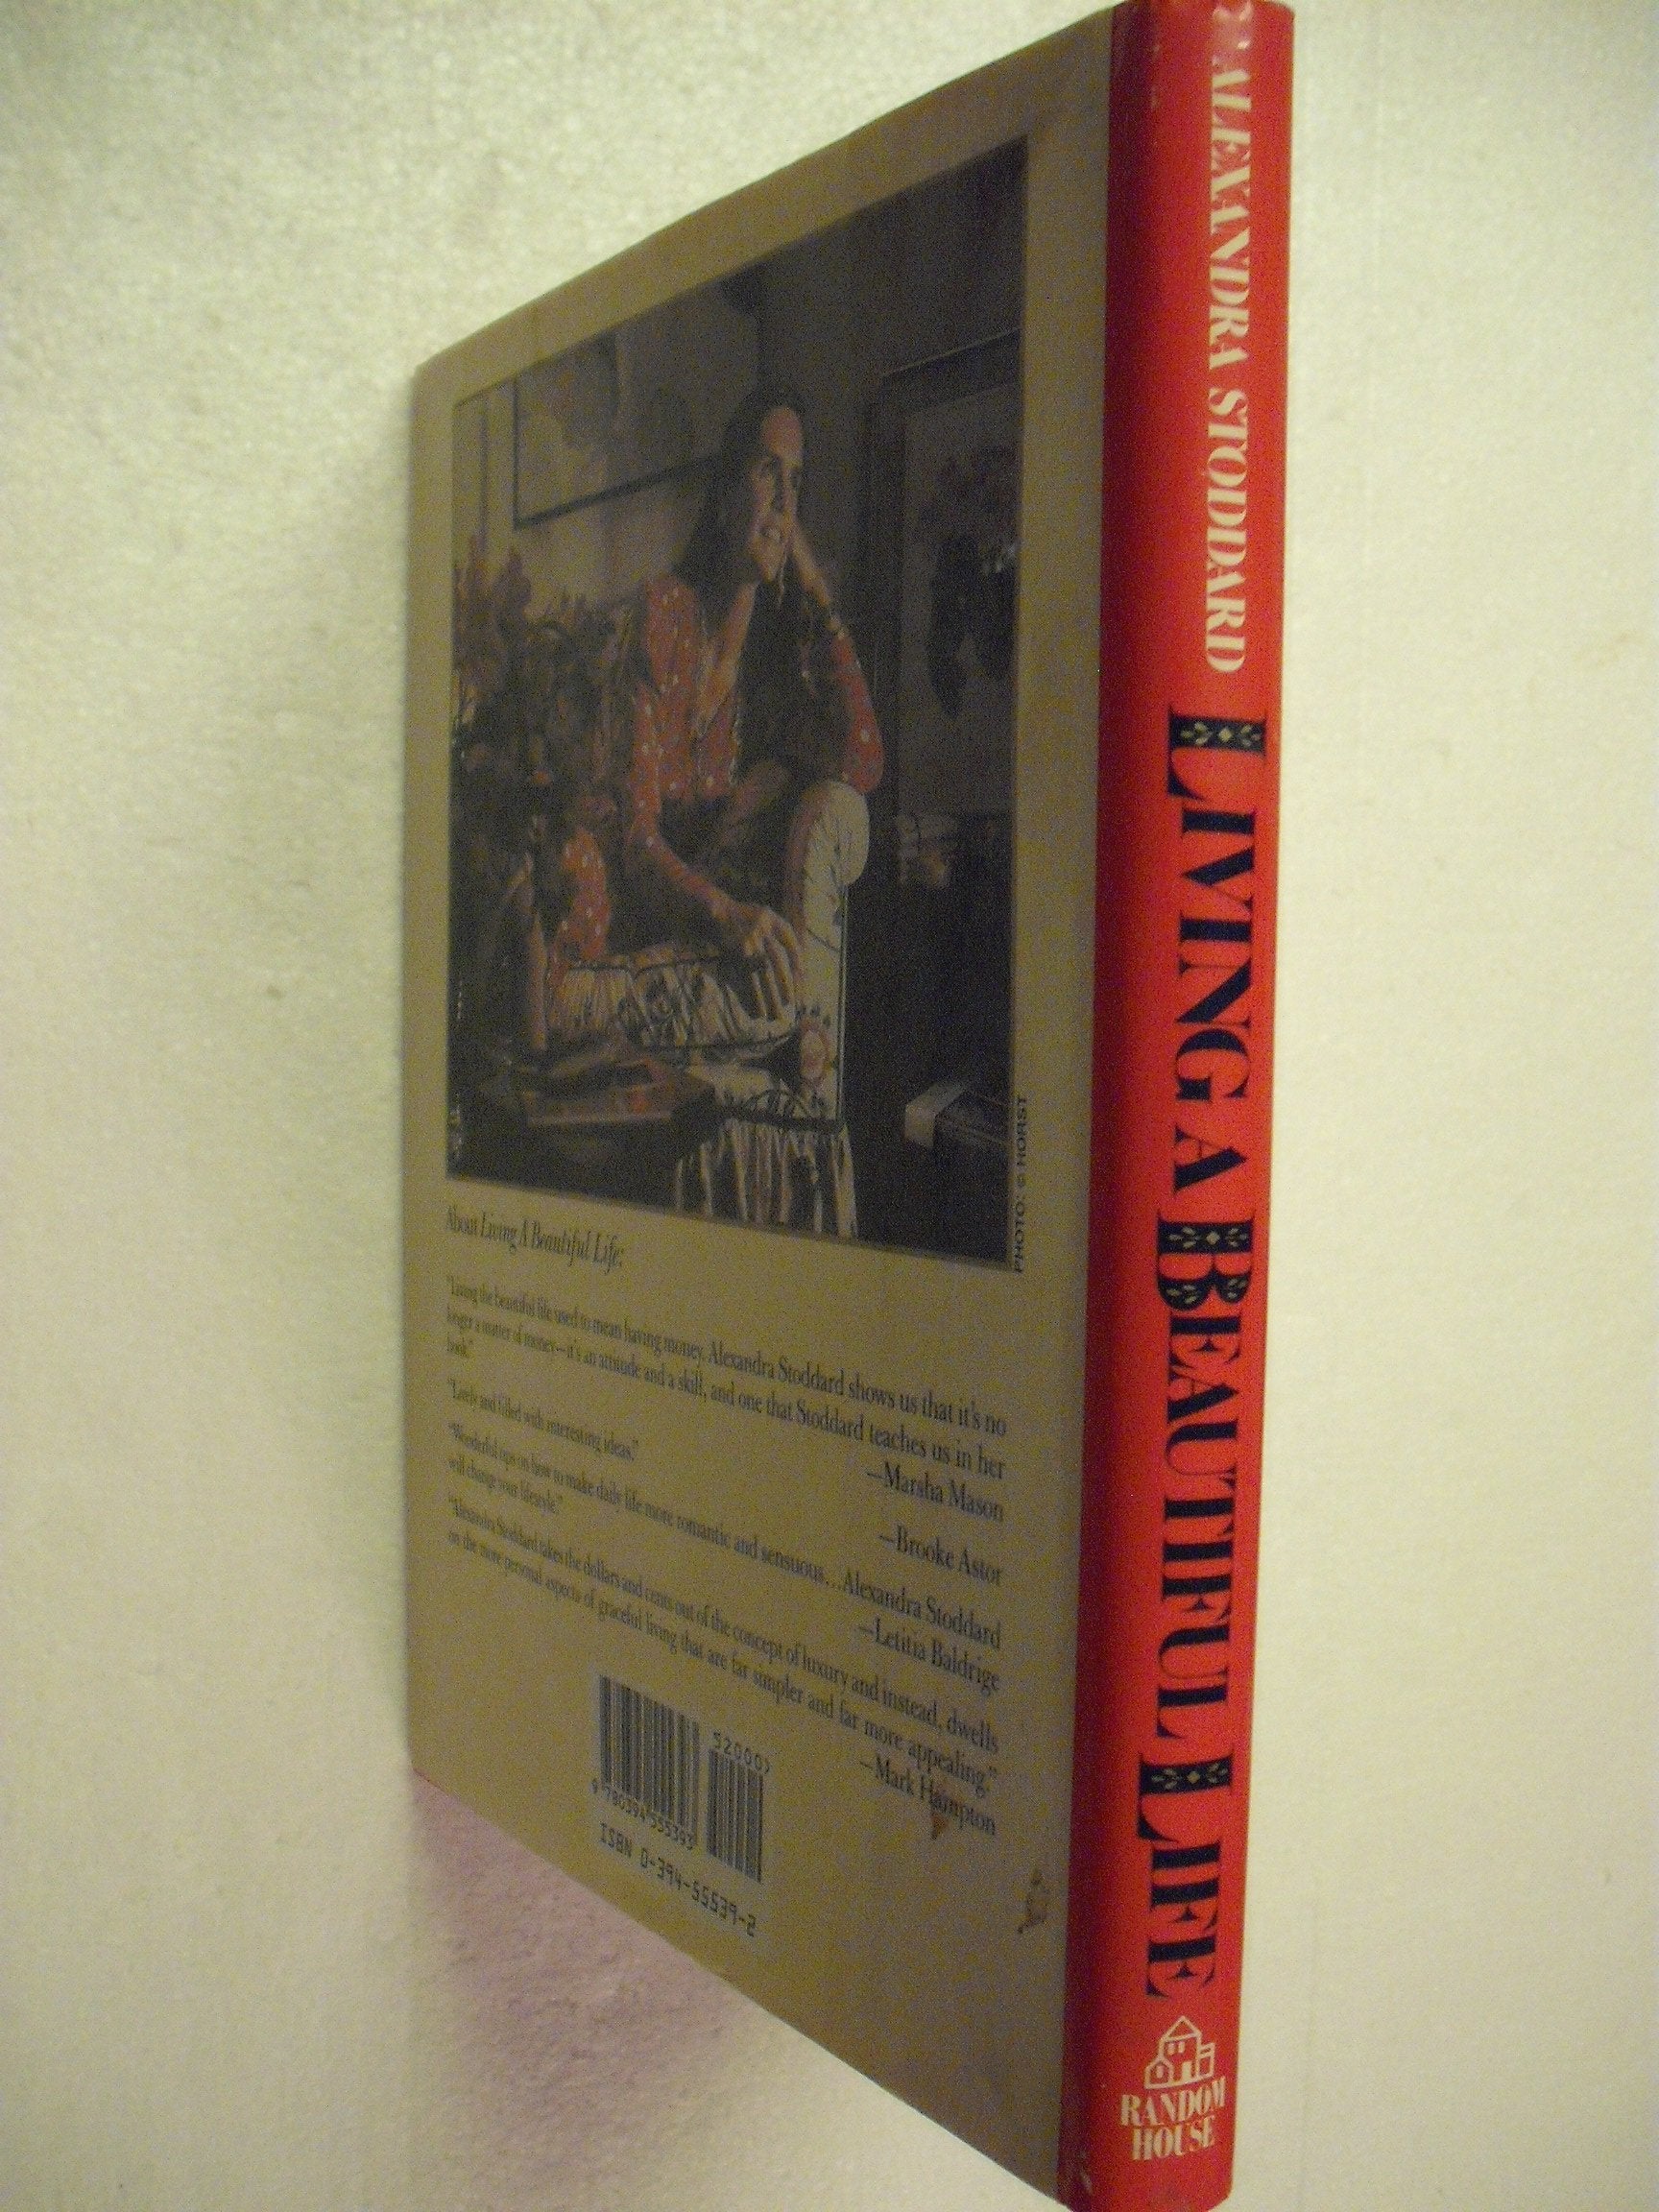 ALEXANDRA STODDARD
LIVING A BEAUTIFUL LIFE
RANDOM
HOUSE
PHOTO: © HORST
About Living A Beautiful Life:
"Living the beautiful life used to mean having money. Alexandra Stoddard shows us that it's no
longer a matter of money—it's an attitude and a skill, and one that Stoddard teaches us in her
book."
—Marsha Mason
"Lively and filled with interesting ideas."
—Brooke Astor
"Wonderful tips on how to make daily life more romantic and sensuous...Alexandra Stoddard
will change your lifestyle."
—Letitia Baldrige
"Alexandra Stoddard takes the dollars and cents out of the concept of luxury and instead, dwells
on the more personal aspects of graceful living that are far simpler and far more appealing."
—Mark Hampton
52000>
9 780394 555393
ISBN 0-394-55539-2